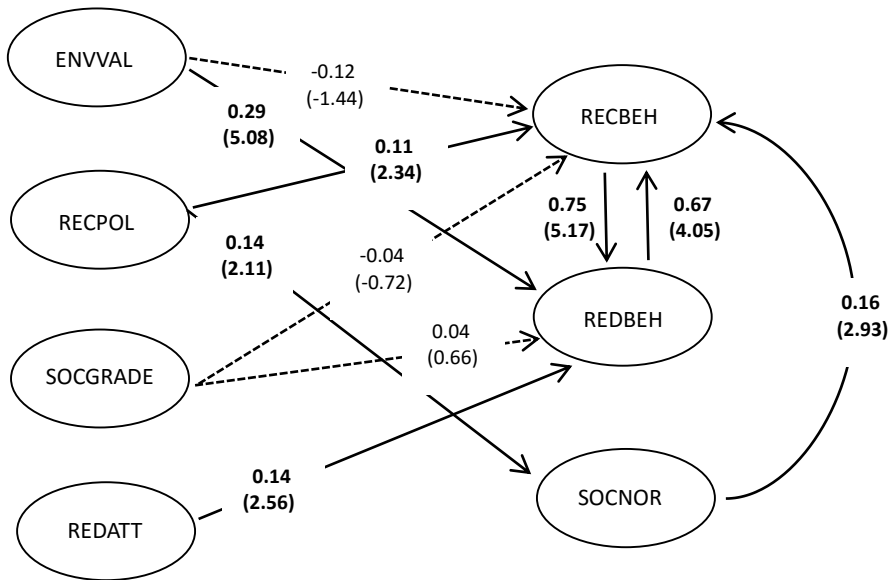 ENVVAL
-0.12
(-1.44)
0.29
(5.08)
RECBEH
0.11
(2.34)
RECPOL
0.75
(5.17)
0.67
(4.05)
0.14
(2.11)
-0.04
(-0.72)
REDBEH
0.16
(2.93)
0.04
(0.66)
SOCGRADE
0.14
(2.56)
SOCNOR
REDATT